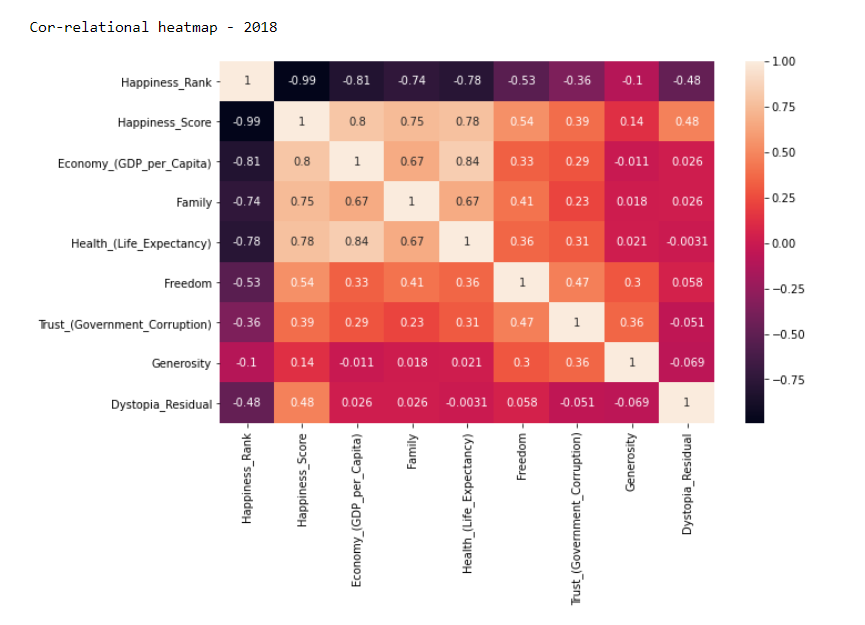 Cor-relational heatmap - 2018
Happiness_Rank 1 -0.99 -0.81 -0.74 -0.78 -0.53 -0.36 -0.1 -0.48
Happiness_Score -0.99 1 0.8 0.75 0.78 0.54 0.39 0.14 0.48
Economy_(GDP_per_Capita) -0.81 0.8 1 0.67 0.84 0.33 0.29 -0.011 0.026
Family -0.74 0.75 0.67 1 0.67 0.41 0.23 0.018 0.026
Health_(Life_Expectancy) -0.78 0.78 0.84 0.67 1 0.36 0.31 0.021 -0.0031
Freedom -0.53 0.54 0.33 0.41 0.36 1 0.47 0.3 0.058
Trust_(Government_Corruption) -0.36 0.39 0.29 0.23 0.31 0.47 1 0.36 -0.051
Generosity -0.1 0.14 -0.011 0.018 0.021 0.3 0.36 1 -0.069
Dystopia_Residual -0.48 0.48 0.026 0.026 -0.0031 0.058 -0.051 -0.069 1
Happiness_Rank
Happiness_Score
Economy_(GDP_per_Capita)
Family
Health_(Life_Expectancy)
Freedom
Trust_(Government_Corruption)
Generosity
Dystopia_Residual
1.00
0.75
0.50
0.25
0.00
−0.25
−0.50
−0.75